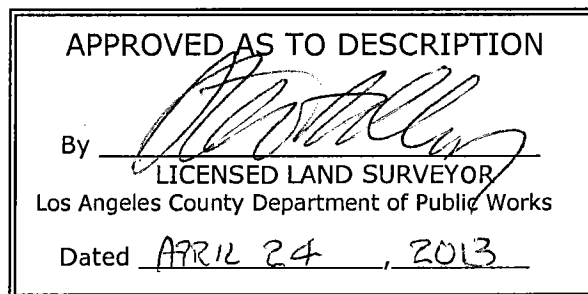 APPROVED AS TO DESCRIPTION
By
LICENSED LAND SURVEYOR
Los Angeles County Department of Public Works
Dated APRIL 24, 2013